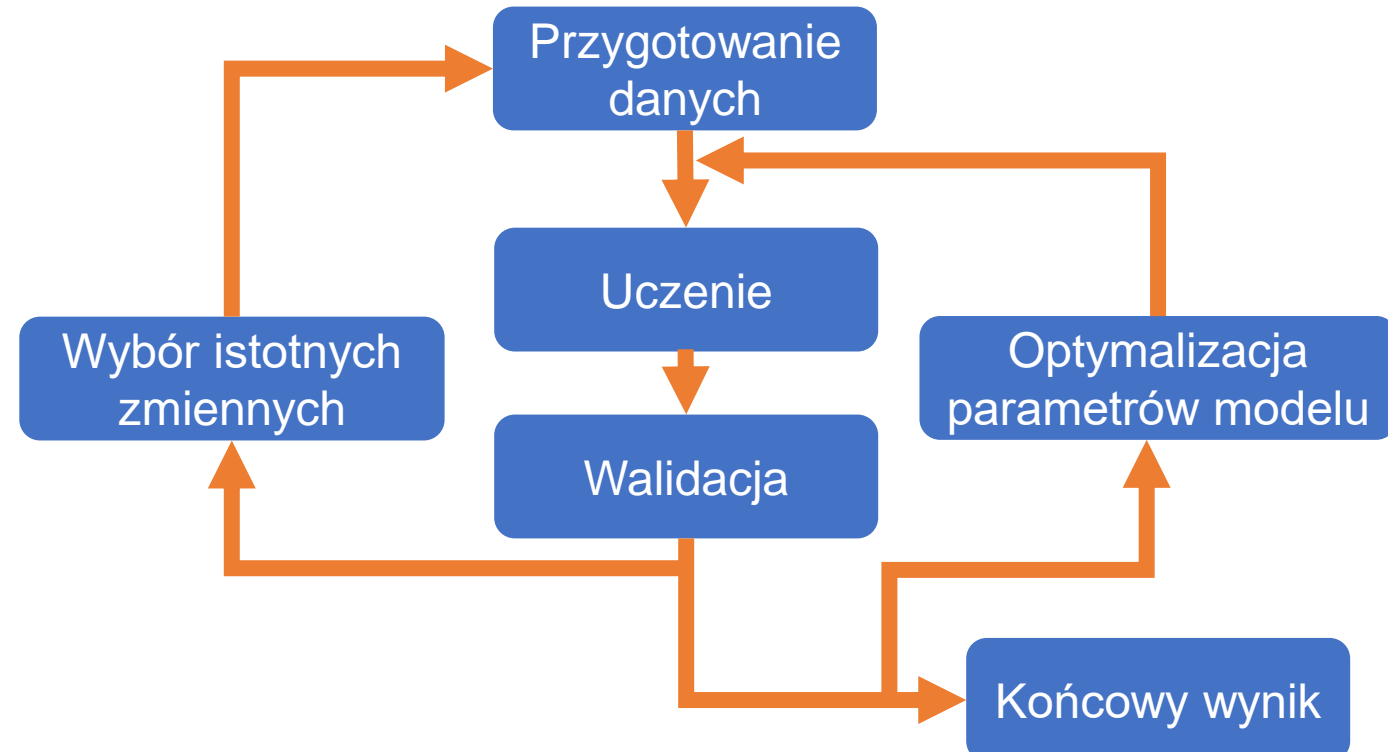 Przygotowanie
danych
Uczenie
Wybór istotnych
zmiennych
Optymalizacja
parametrów modelu
Walidacja
Końcowy wynik